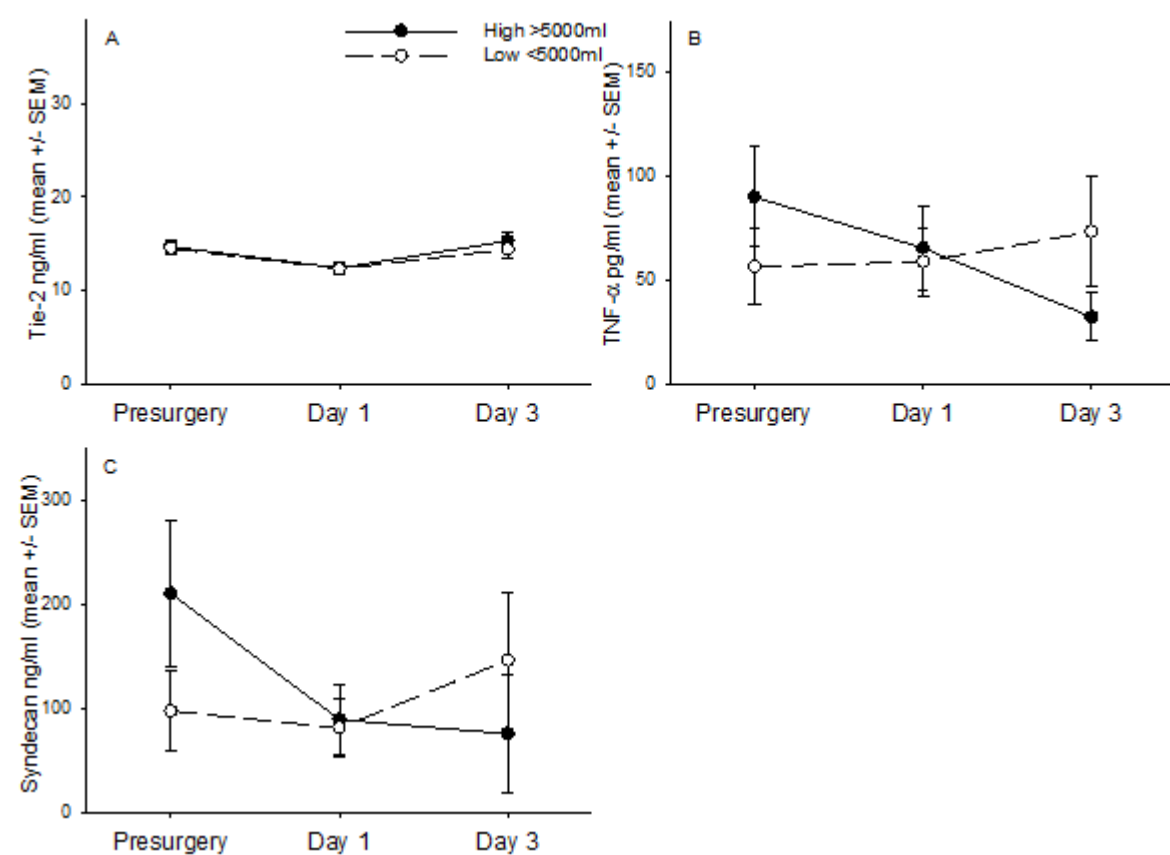 A
High >5000ml
Low <5000ml
Tie-2 ng/ml (mean +/- SEM)
30
20
10
0
Presurgery Day 1 Day 3
B
TNF-α pg/ml (mean +/- SEM)
150
100
50
0
Presurgery Day 1 Day 3
C
Syndecan ng/ml (mean +/- SEM)
300
200
100
0
Presurgery Day 1 Day 3